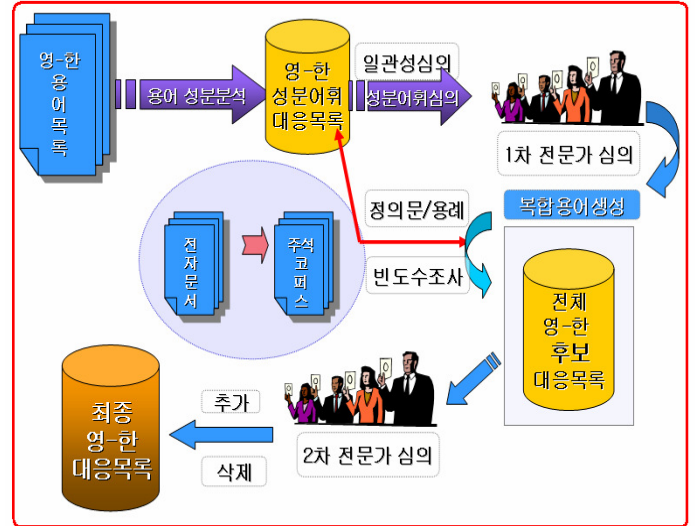 영-한
용
어
목
록
용어 성분분석
영-한
성분어휘
대응목록
일관성심의
성분어휘심의
1차 전문가 심의
복합용어생성
정의문/용례
빈도수조사
전
자
문
서
주석
코
퍼
스
전체
영-한
후보
대응목록
2차 전문가 심의
추가
삭제
최종
영-한
대응목록